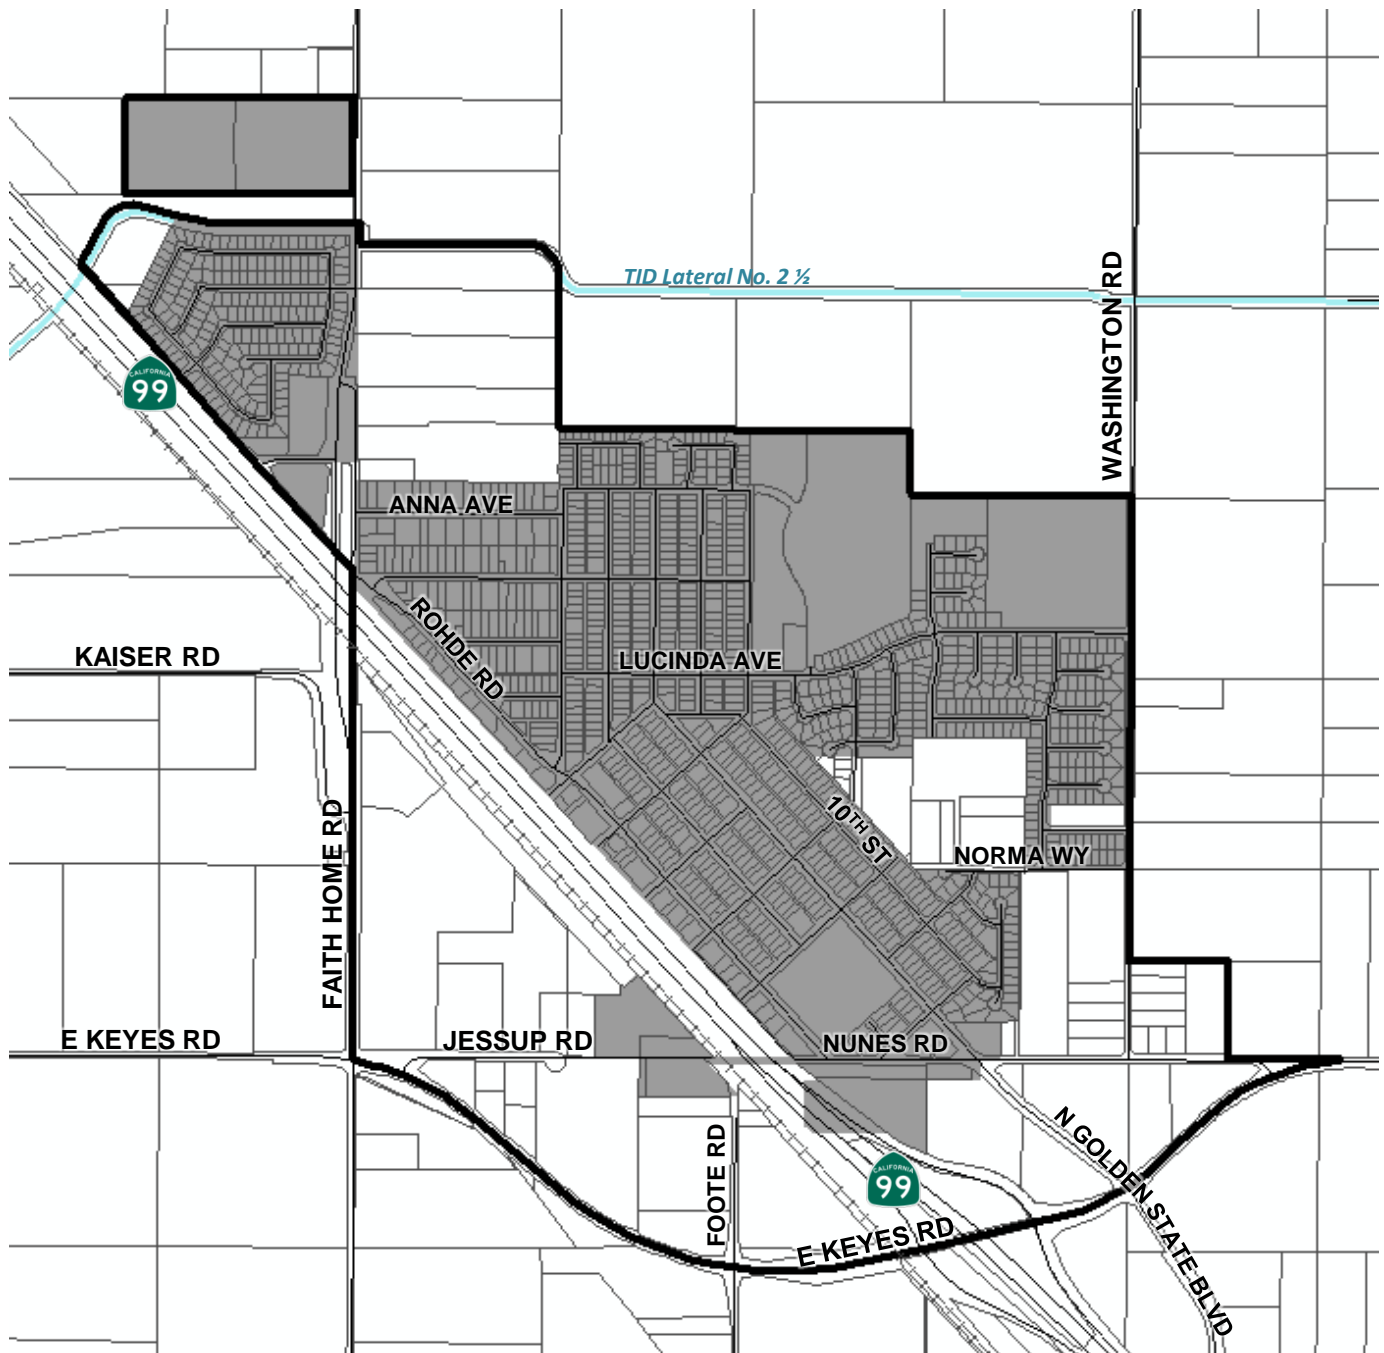 TID Lateral No. 2 ½
WASHINGTON RD
CALIFORNIA
99
ANNA AVE
ROHDE RD
KAISER RD
LUCINDA AVE
10TH ST
FAITH HOME RD
NORMA WY
E KEYES RD
JESSUP RD
NUNES RD
N GOLDEN STATE BLVD
FOOTE RD
CALIFORNIA
99
E KEYES RD